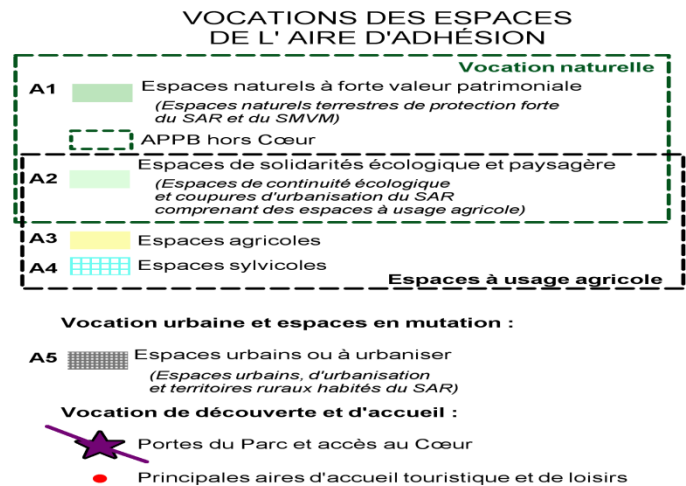 VOCATIONS DES ESPACES
DE L' AIRE D'ADHÉSION
Vocation naturelle
A1 Espaces naturels à forte valeur patrimoniale
(Espaces naturels terrestres de protection forte
du SAR et du SMVM)
APPB hors Cœur
A2 Espaces de solidarités écologique et paysagère
(Espaces de continuité écologique
et coupures d'urbanisation du SAR
comprenant des espaces à usage agricole)
A3 Espaces agricoles
A4 Espaces sylvicoles
Espaces à usage agricole
Vocation urbaine et espaces en mutation :
A5 Espaces urbains ou à urbaniser
(Espaces urbains, d'urbanisation
et territoires ruraux habités du SAR)
Vocation de découverte et d'accueil :
Portes du Parc et accès au Cœur
Principales aires d'accueil touristique et de loisirs